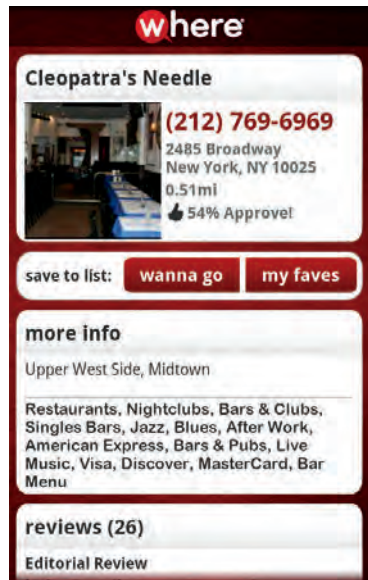 where
Cleopatra's Needle
(212) 769-6969
2485 Broadway
New York, NY 10025
0.51mi
54% Approve!
save to list:
wanna go
my faves
more info
Upper West Side, Midtown
Restaurants, Nightclubs, Bars & Clubs,
Singles Bars, Jazz, Blues, After Work,
American Express, Bars & Pubs, Live
Music, Visa, Discover, MasterCard, Bar
Menu
reviews (26)
Editorial Review